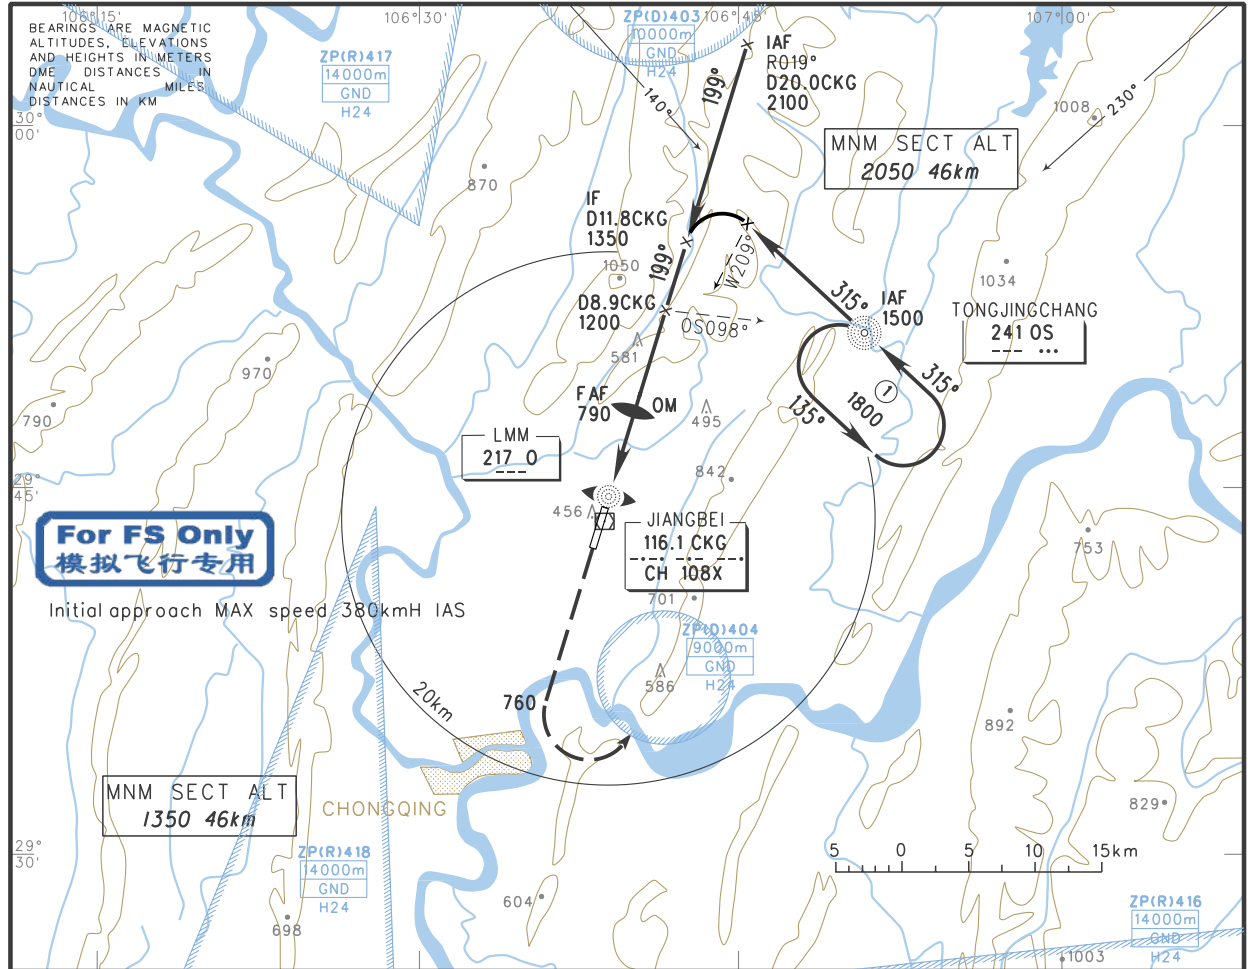 106°15'
106°30'
ZP(D)403
10000m
GND
H24
106°45'
107°00'
BEARINGS ARE MAGNETIC
ALTITUDES, ELEVATIONS
AND HEIGHTS IN METERS
DME DISTANCES IN
NAUTICAL MILES
DISTANCES IN KM
ZP(R)417
14000m
GND
H24
IAF
R019°
D20.0CKG
2100
199°
140°
230°
1008
30°
00'
MNM SECT ALT
2050 46km
870
IF
D11.8CKG
1350
199°
1050
W209°
D8.9CKG
1200
OS098°
315°
IAF
1500
1034
TONGJINGCHANG
241 OS
--- ...
581
970
790
FAF
790
OM
495
315°
1
1800
135°
LMM
217 O
---
842
29°
45'
456
JIANGBEI
116.1 CKG
-.-. -.- --.
CH 108X
753
For FS Only
模拟飞行专用
Initial approach MAX speed 380kmH IAS
701
ZP(D)404
9000m
GND
H24
586
20km
760
892
MNM SECT ALT
1350 46km
CHONGQING
829
29°
30'
5 0 5 10 15km
ZP(R)418
14000m
GND
H24
604
698
ZP(R)416
14000m
GND
H24
1003